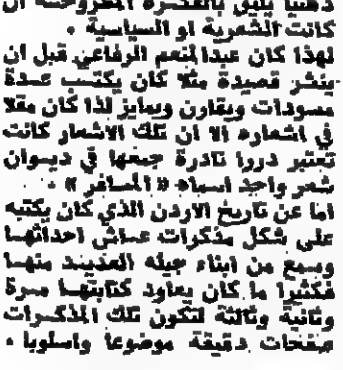 ذهنيا يليق بالفكرة المطروحة ان
كانت الشعرية او السياسية .
لهذا كان عبدالمنعم الرفاعي قبل ان
ينشر قصيدة مثلا كان يكتب عدة
مسودات ويقارن ويمايز لذا كان مقلا
في اشعاره الا ان تلك الاشعار كانت
تعتبر دررا نادرة جمعها في ديوان
شعر واحد اسماه « المسافر » .
اما عن تاريخ الاردن الذي كان يكتبه
على شكل مذكرات عاش احداثها
وسمع من ابناء جيله العديد منها
فكثيرا ما كان يعاود كتابتها مرة
وثانية وثالثة لتكون تلك المذكرات
صفحات دقيقة موضوعا واسلوبا .